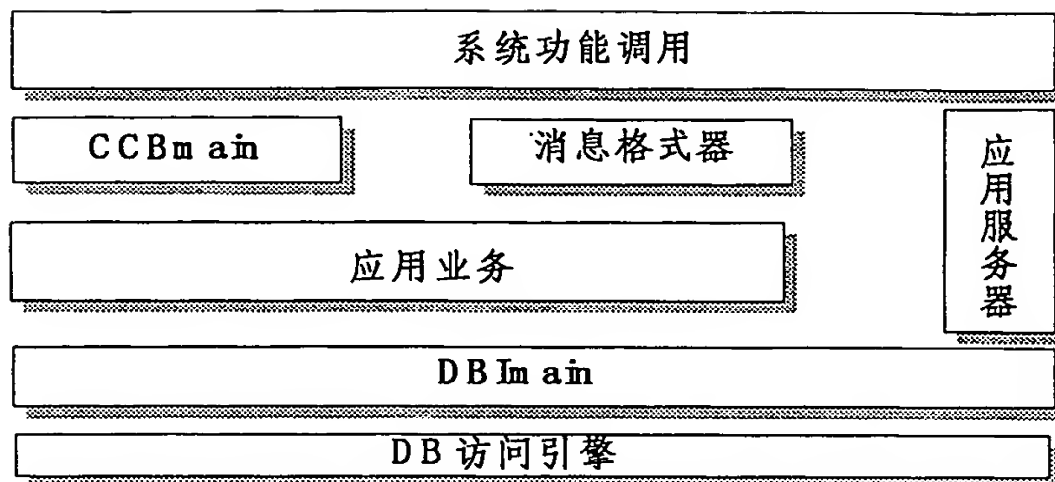 系统功能调用
CCBmain
消息格式器
应用服务器
应用业务
DBImain
DB访问引擎